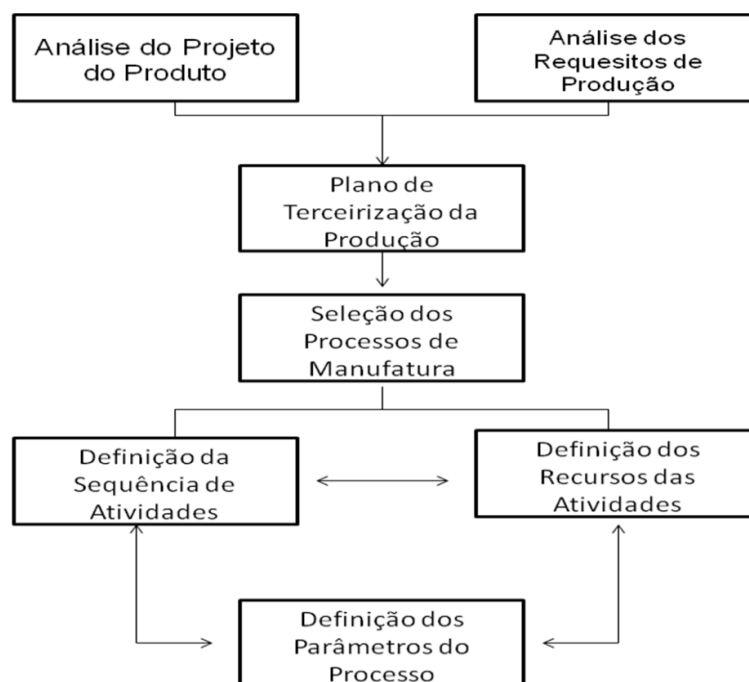 Análise do Projeto
do Produto
Análise dos
Requesitos de
Produção
Plano de
Terceirização da
Produção
Seleção dos
Processos de
Manufatura
Definição da
Sequência de
Atividades
Definição dos
Recursos das
Atividades
Definição dos
Parâmetros do
Processo